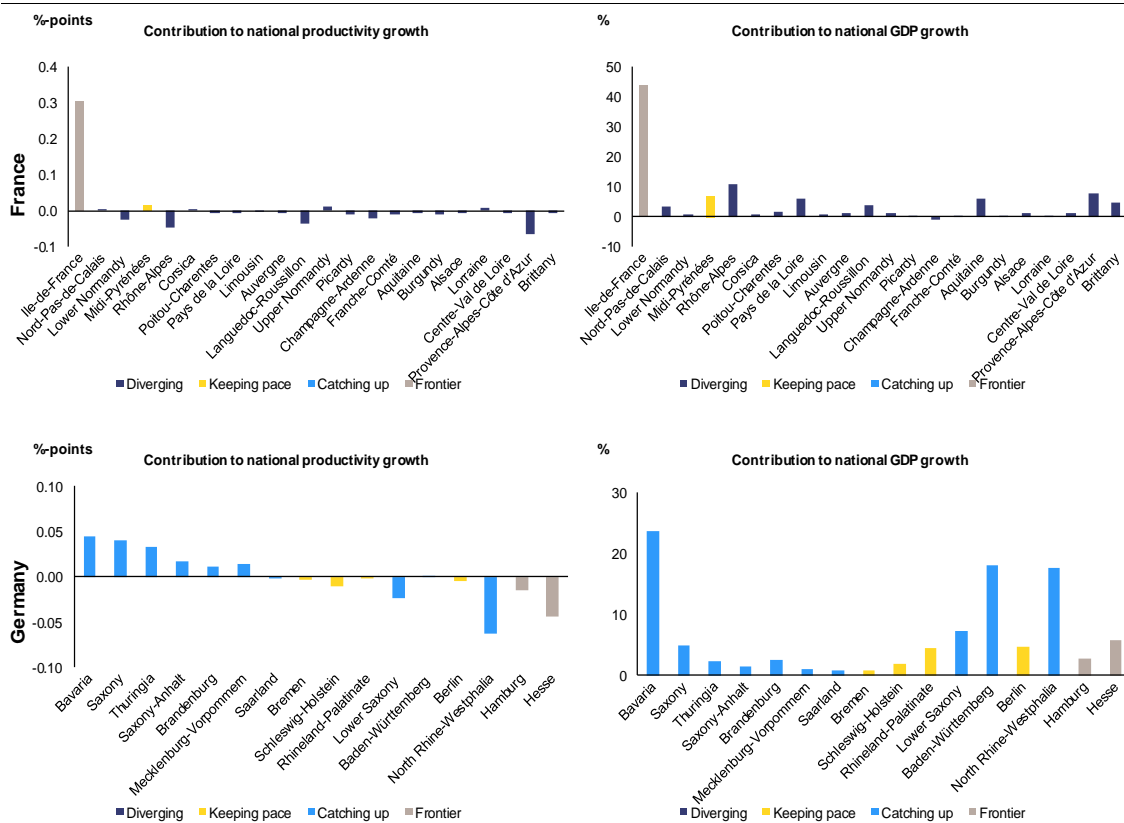 %-points
Contribution to national productivity growth
0.4
0.3
0.2
0.1
0.0
-0.1
France
Ile-de-France
Nord-Pas-de-Calais
Lower Normandy
Midi-Pyrénées
Rhône-Alpes
Corsica
Poitou-Charentes
Pays de la Loire
Limousin
Auvergne
Languedoc-Roussillon
Upper Normandy
Picardy
Champagne-Ardenne
Franche-Comté
Aquitaine
Burgundy
Alsace
Lorraine
Centre-Val de Loire
Provence-Alpes-Côte d'Azur
Brittany
Diverging Keeping pace Catching up Frontier
%
Contribution to national GDP growth
50
40
30
20
10
0
-10
Ile-de-France
Nord-Pas-de-Calais
Lower Normandy
Midi-Pyrénées
Rhône-Alpes
Corsica
Poitou-Charentes
Pays de la Loire
Limousin
Auvergne
Languedoc-Roussillon
Upper Normandy
Picardy
Champagne-Ardenne
Franche-Comté
Aquitaine
Burgundy
Alsace
Lorraine
Centre-Val de Loire
Provence-Alpes-Côte d'Azur
Brittany
Diverging Keeping pace Catching up Frontier
%-points
Contribution to national productivity growth
0.10
0.05
0.00
-0.05
-0.10
Germany
Bavaria
Saxony
Thuringia
Saxony-Anhalt
Brandenburg
Mecklenburg-Vorpommern
Saarland
Bremen
Schleswig-Holstein
Rhineland-Palatinate
Lower Saxony
Baden-Württemberg
Berlin
North Rhine-Westphalia
Hamburg
Hesse
Diverging Keeping pace Catching up Frontier
%
Contribution to national GDP growth
30
20
10
0
Bavaria
Saxony
Thuringia
Saxony-Anhalt
Brandenburg
Mecklenburg-Vorpommem
Saarland
Bremen
Schleswig-Holstein
Rhineland-Palatinate
Lower Saxony
Baden-Württemberg
Berlin
North Rhine-Westphalia
Hamburg
Hesse
Diverging Keeping pace Catching up Frontier